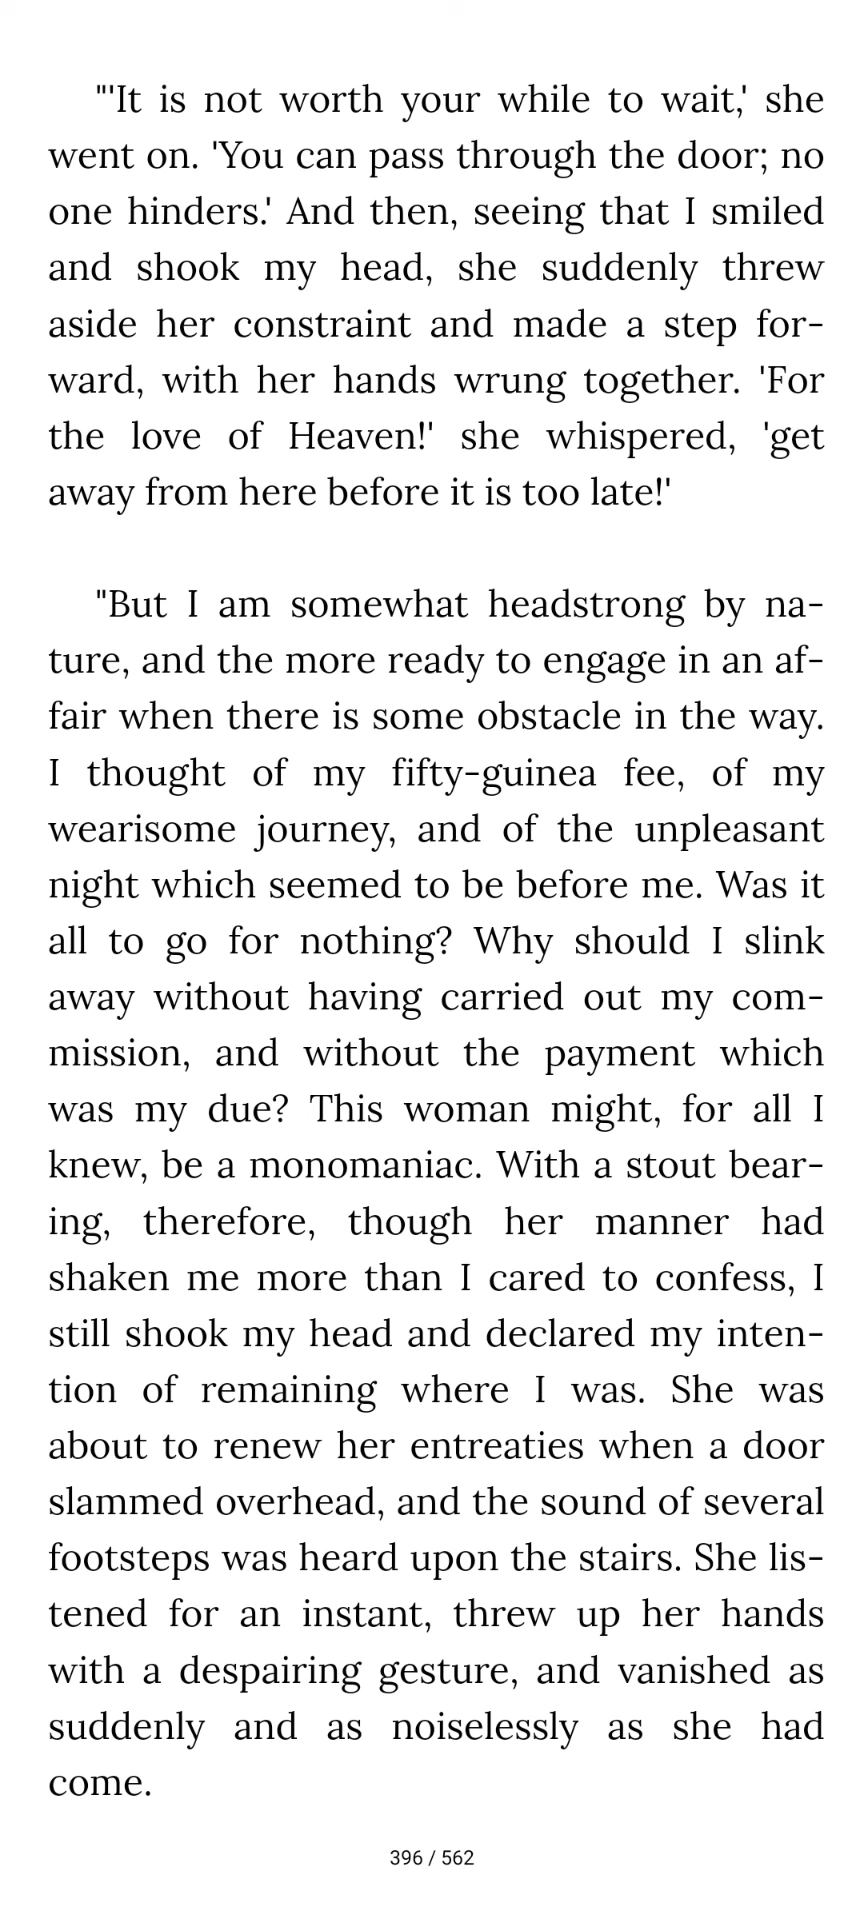 "'It is not worth your while to wait,' she
went on. 'You can pass through the door; no
one hinders.' And then, seeing that I smiled
and shook my head, she suddenly threw
aside her constraint and made a step for-
ward, with her hands wrung together. 'For
the love of Heaven!' she whispered, 'get
away from here before it is too late!'
"But I am somewhat headstrong by na-
ture, and the more ready to engage in an af-
fair when there is some obstacle in the way.
I thought of my fifty-guinea fee, of my
wearisome journey, and of the unpleasant
night which seemed to be before me. Was it
all to go for nothing? Why should I slink
away without having carried out my com-
mission, and without the payment which
was my due? This woman might, for all I
knew, be a monomaniac. With a stout bear-
ing, therefore, though her manner had
shaken me more than I cared to confess, I
still shook my head and declared my inten-
tion of remaining where I was. She was
about to renew her entreaties when a door
slammed overhead, and the sound of several
footsteps was heard upon the stairs. She lis-
tened for an instant, threw up her hands
with a despairing gesture, and vanished as
suddenly and as noiselessly as she had
come.
396 / 562